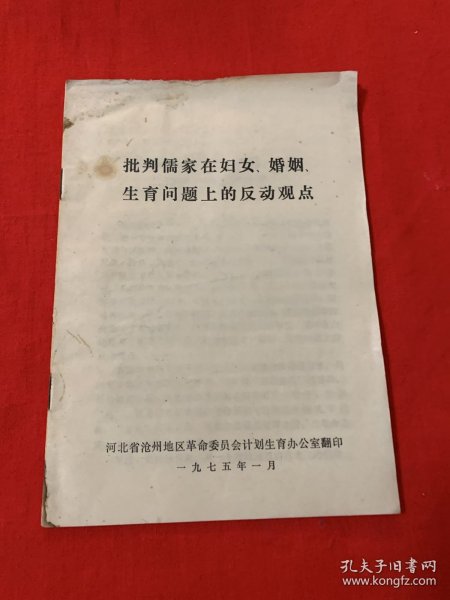 批判儒家在妇女、婚姻、
生育问题上的反动观点
河北省沧州地区革命委员会计划生育办公室翻印
一九七五年一月
孔夫子旧书网
www.kongfz.com